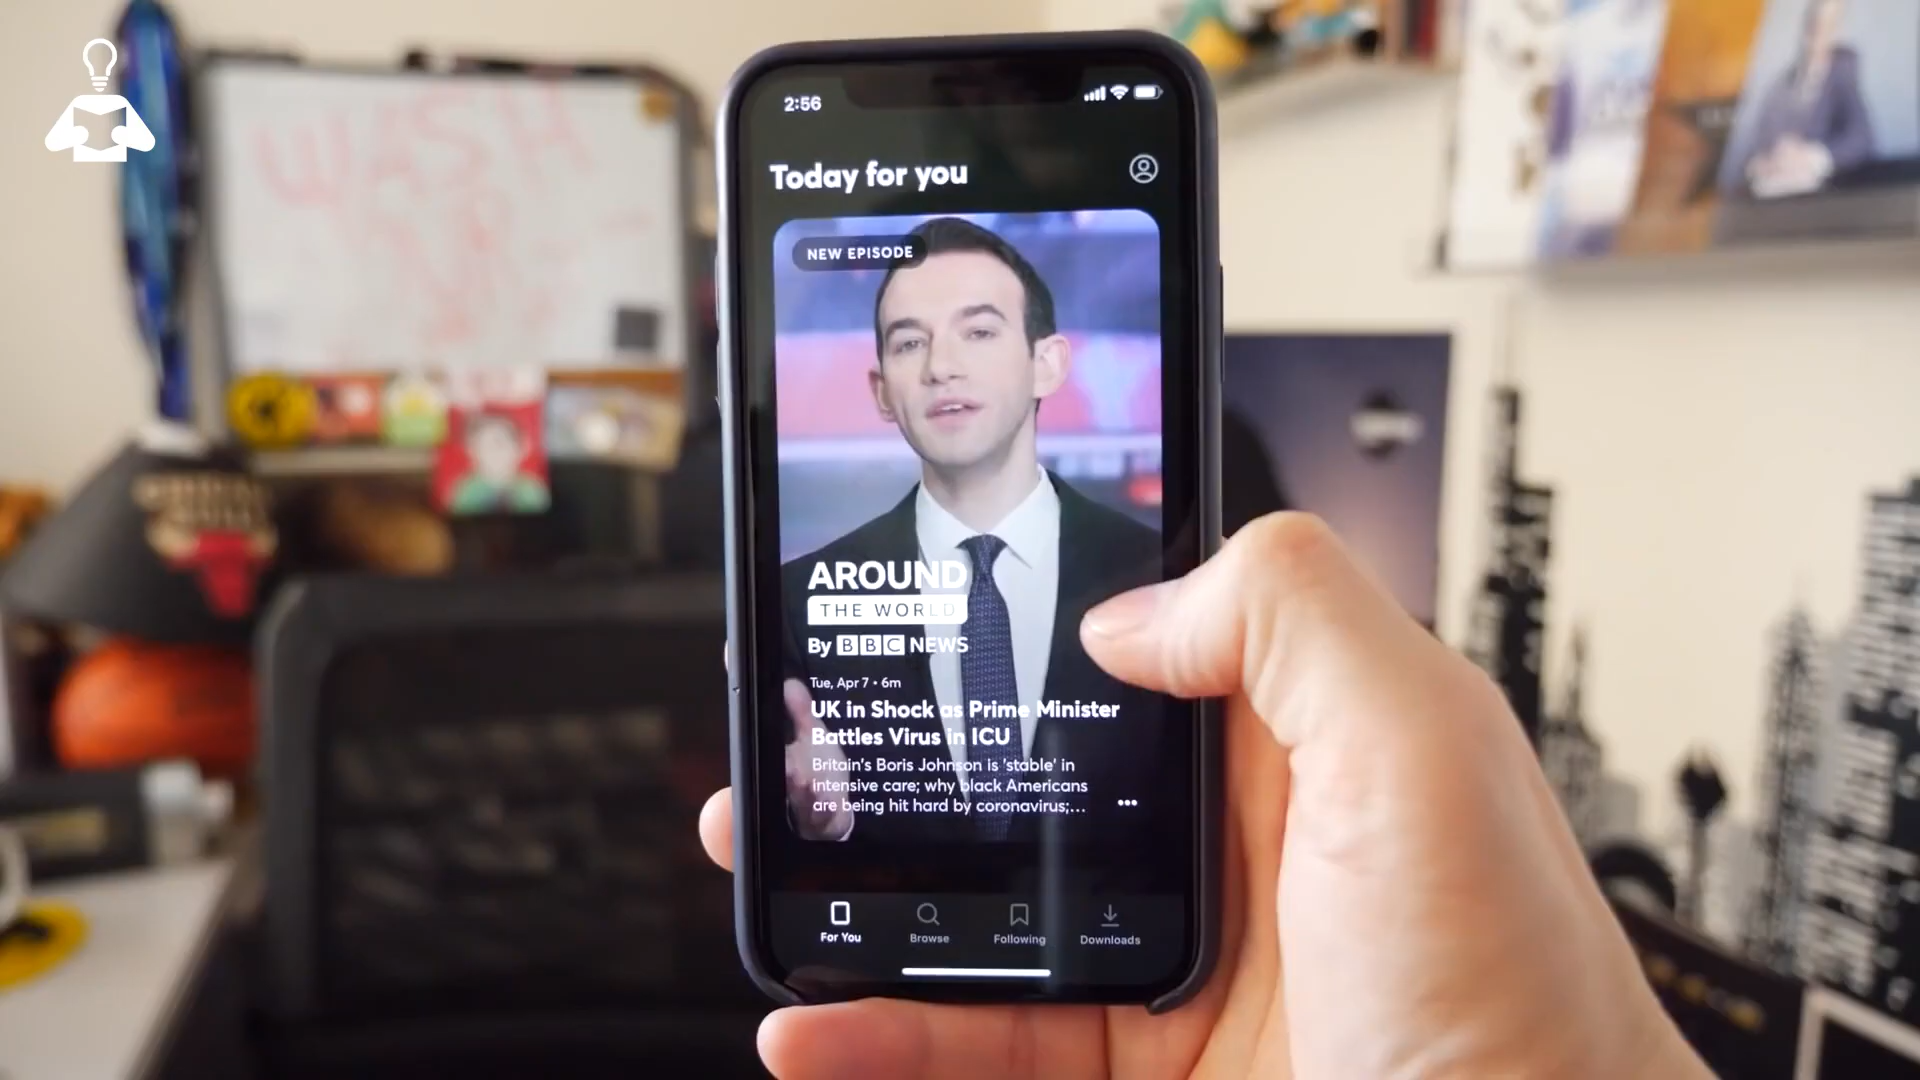 2:56
Today for you
NEW EPISODE
AROUND
THE WORLD
By BBC NEWS
Tue, Apr 7 • 6m
UK in Shock as Prime Minister
Battles Virus in ICU
Britain's Boris Johnson is 'stable' in
intensive care; why black Americans
are being hit hard by coronavirus;...
For You
Browse
Following
Downloads
WASH